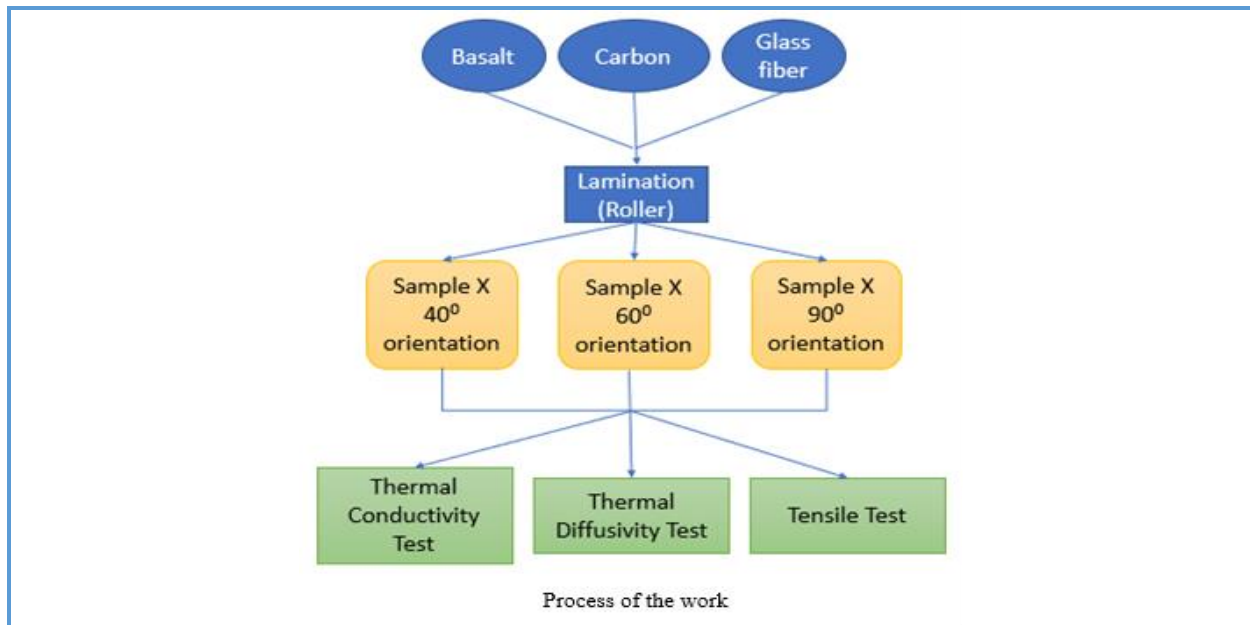 Basalt
Carbon
Glass
fiber
Lamination
(Roller)
Sample X
40⁰
orientation
Sample X
60⁰
orientation
Sample X
90⁰
orientation
Thermal
Conductivity
Test
Thermal
Diffusivity Test
Tensile Test
Process of the work